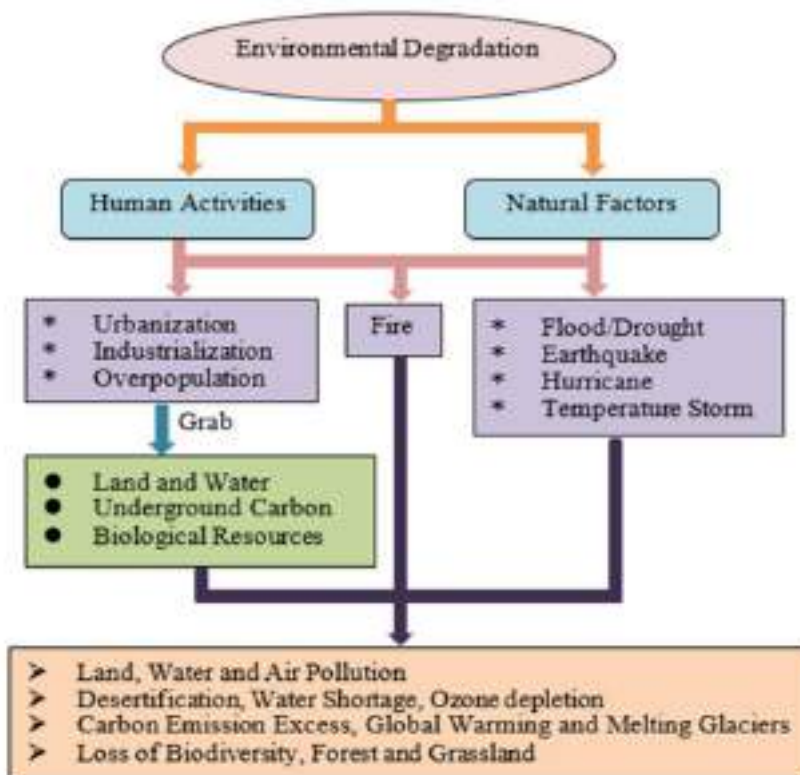 Environmental Degradation
Human Activities
Natural Factors
* Urbanization
* Industrialization
* Overpopulation
Fire
* Flood/Drought
* Earthquake
* Hurricane
* Temperature Storm
Grab
● Land and Water
● Underground Carbon
● Biological Resources
➢ Land, Water and Air Pollution
➢ Desertification, Water Shortage, Ozone depletion
➢ Carbon Emission Excess, Global Warming and Melting Glaciers
➢ Loss of Biodiversity, Forest and Grassland